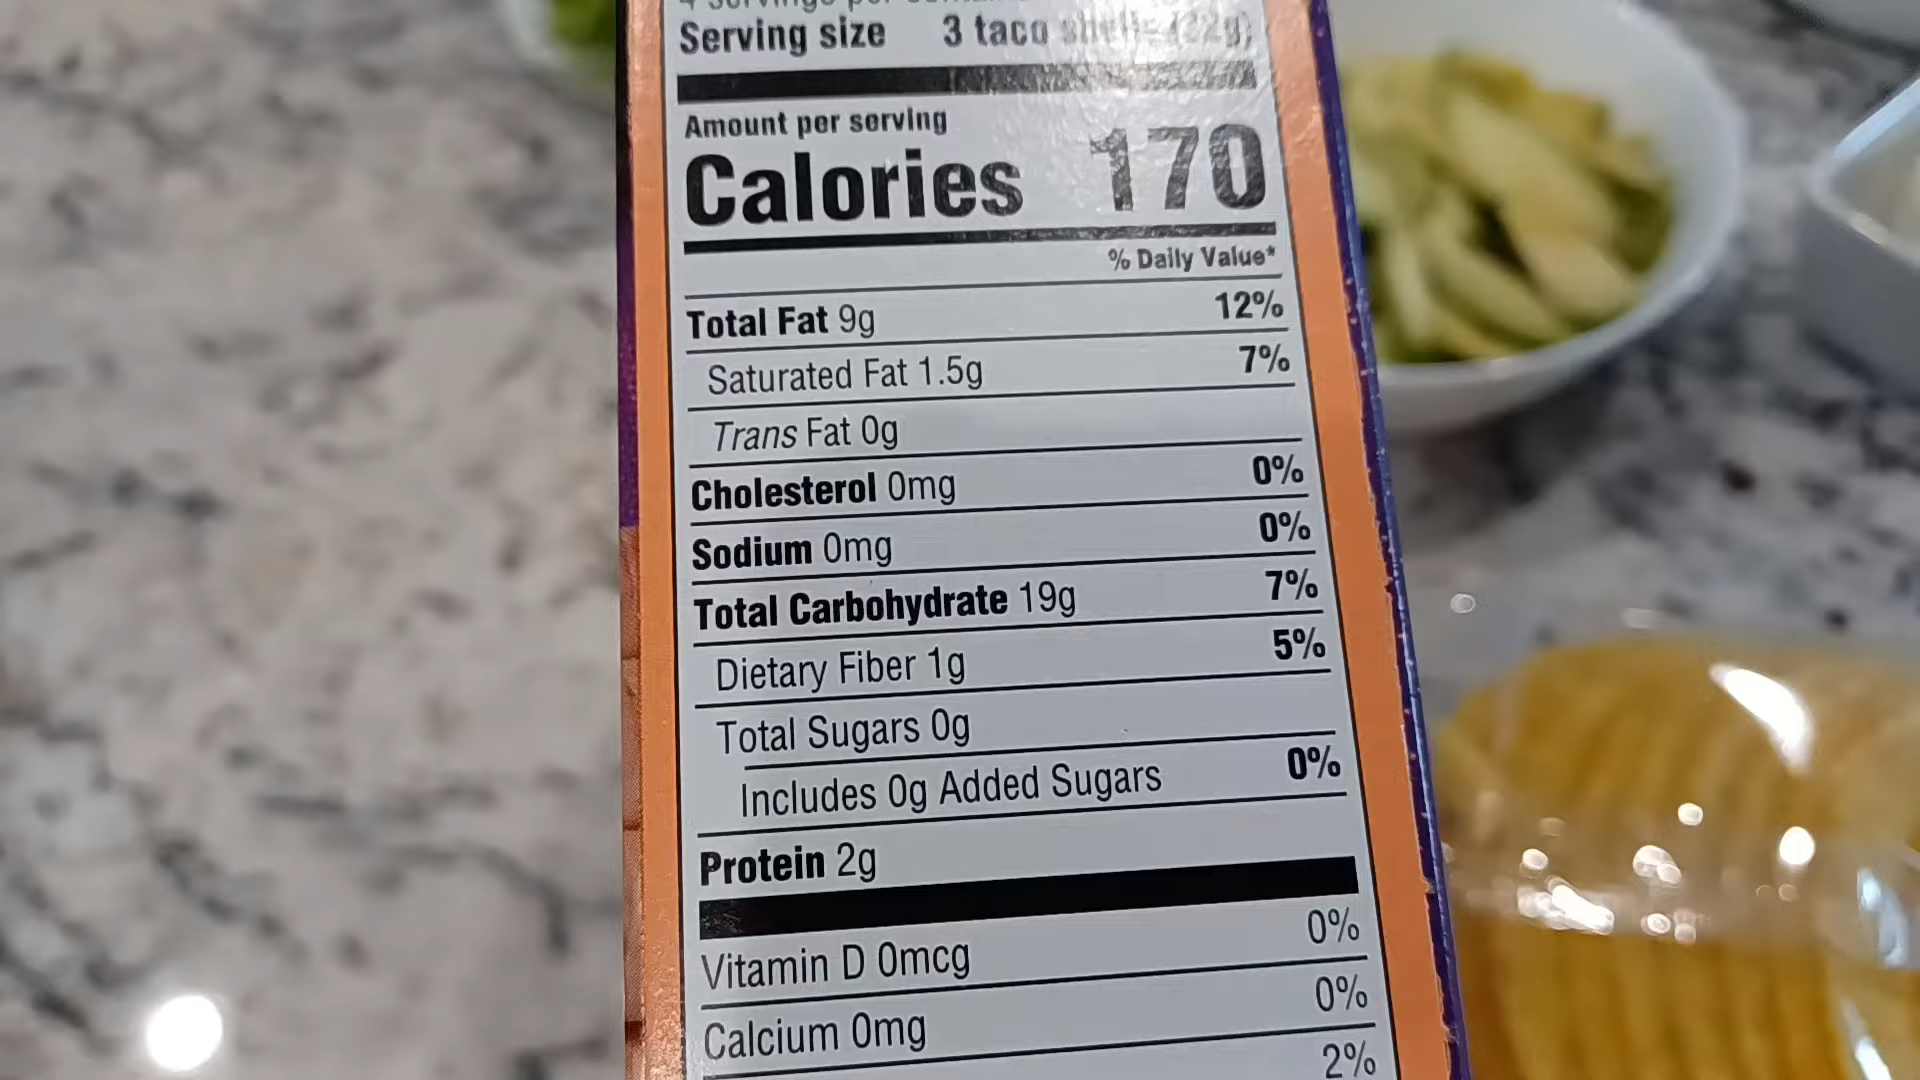 Serving size 3 taco shells
Amount per serving
Calories 170
% Daily Value*
Total Fat 9g 12%
Saturated Fat 1.5g 7%
Trans Fat 0g
Cholesterol 0mg 0%
Sodium 0mg 0%
Total Carbohydrate 19g 7%
Dietary Fiber 1g 5%
Total Sugars 0g
Includes 0g Added Sugars 0%
Protein 2g
Vitamin D 0mcg 0%
Calcium 0mg 0%
2%